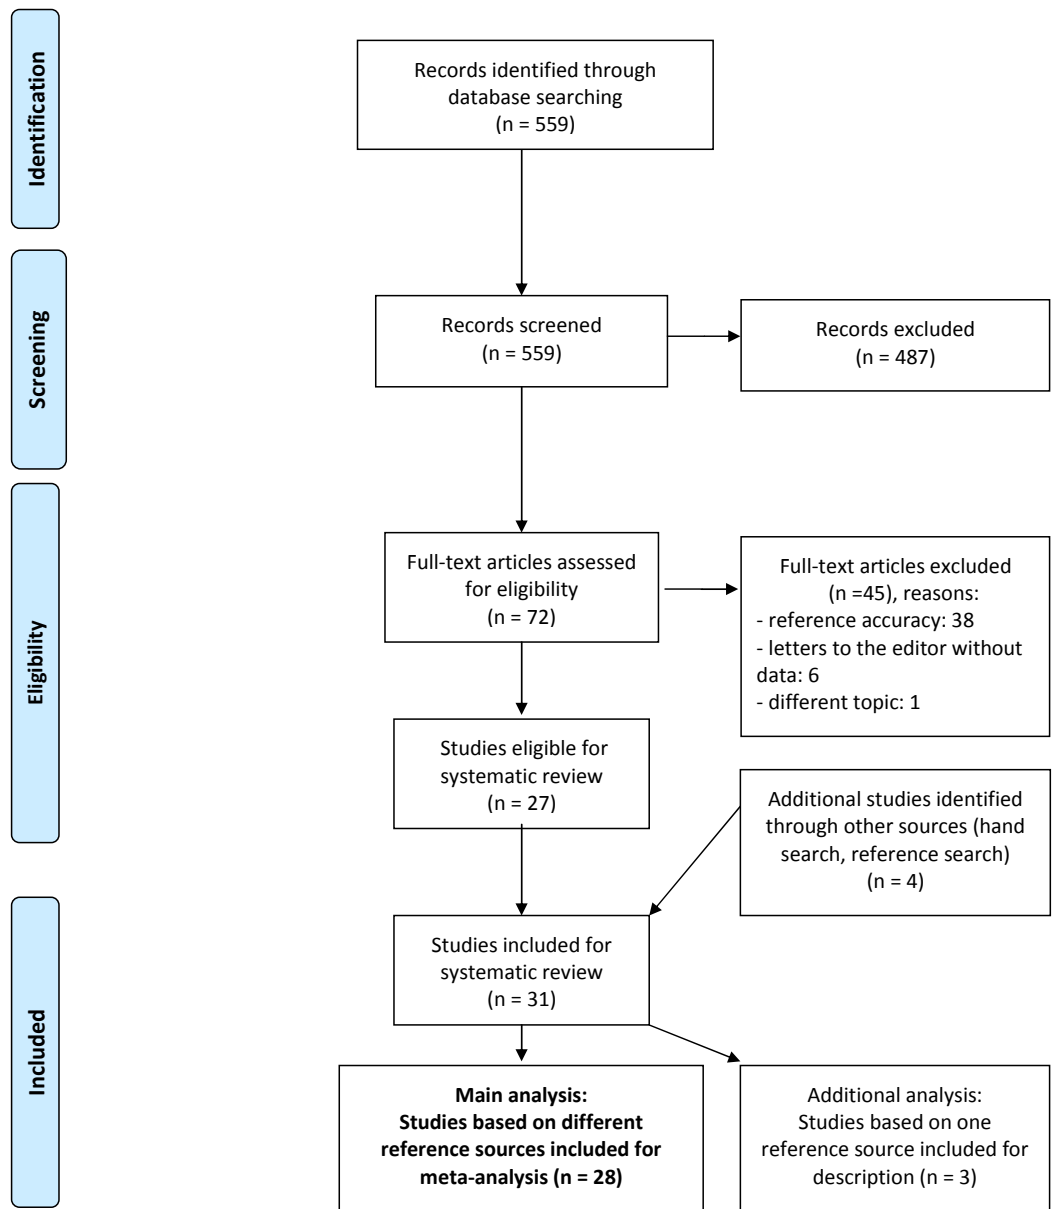 Identification
Records identified through
database searching
(n = 559)
Screening
Records screened
(n = 559)
Records excluded
(n = 487)
Eligibility
Full-text articles assessed
for eligibility
(n = 72)
Full-text articles excluded
(n =45), reasons:
- reference accuracy: 38
- letters to the editor without
data: 6
- different topic: 1
Studies eligible for
systematic review
(n = 27)
Additional studies identified
through other sources (hand
search, reference search)
(n = 4)
Included
Studies included for
systematic review
(n = 31)
Main analysis:
Studies based on different
reference sources included for
meta-analysis (n = 28)
Additional analysis:
Studies based on one
reference source included for
description (n = 3)